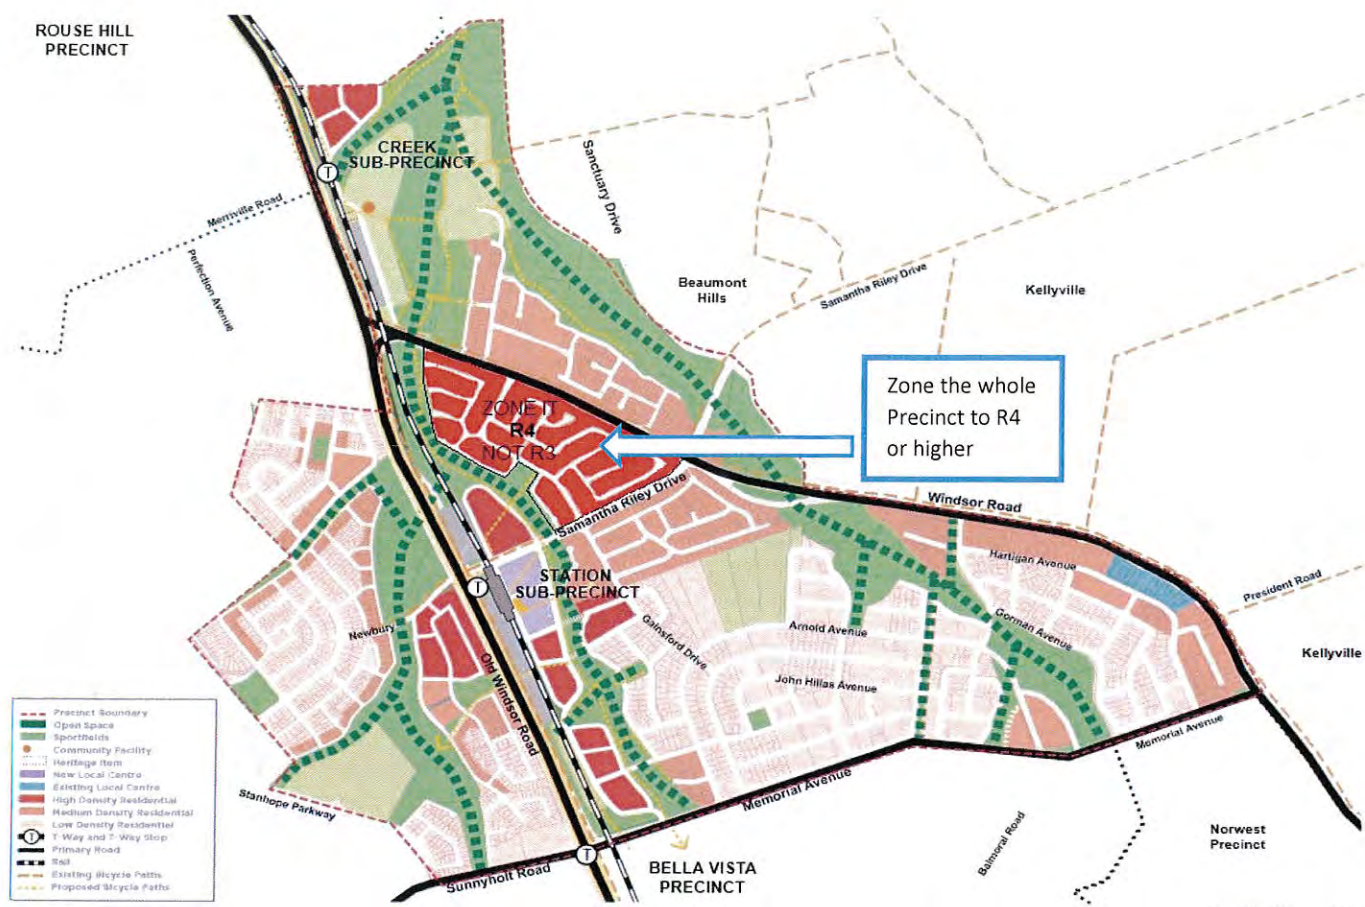 ROUSE HILL
PRECINCT
CREEK
SUB-PRECINCT
T
Merriville Road
Perfection Avenue
Sanctuary Drive
Beaumont
Hills
Samantha Riley Drive
Kellyville
ZONE IT
R4
NOT R3
Zone the whole
Precinct to R4
or higher
Samantha Riley Drive
Windsor Road
Hartigan Avenue
President Road
STATION
SUB-PRECINCT
T
Newbury
Old Windsor Road
Gainsford Drive
Arnold Avenue
Gorman Avenue
John Hillas Avenue
Kellyville
Memorial Avenue
Memorial Avenue
Stanhope Parkway
Sunnyholt Road
T
BELLA VISTA
PRECINCT
Balmoral Road
Norwest
Precinct
Precinct Boundary
Open Space
Sportfields
Community Facility
Heritage Item
New Local Centre
Existing Local Centre
High Density Residential
Medium Density Residential
Low Density Residential
T T-Way and T-Way Stop
Primary Road
Rail
Existing Bicycle Paths
Proposed Bicycle Paths